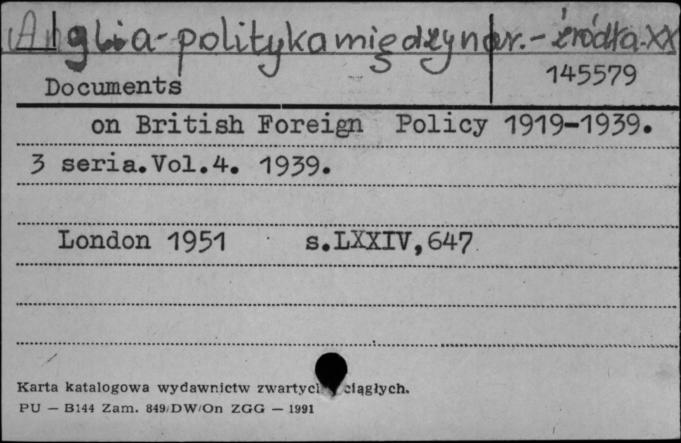 Anglia-polityka międzynar.-źródła-XX
145579
Documents
on British Foreign Policy 1919-1939.
3 seria.Vol.4. 1939.
London 1951 s.LXXIV,647
Karta katalogowa wydawnictw zwartych ciągłych.
PU — B144 Zam. 849/DW/On ZGG — 1991